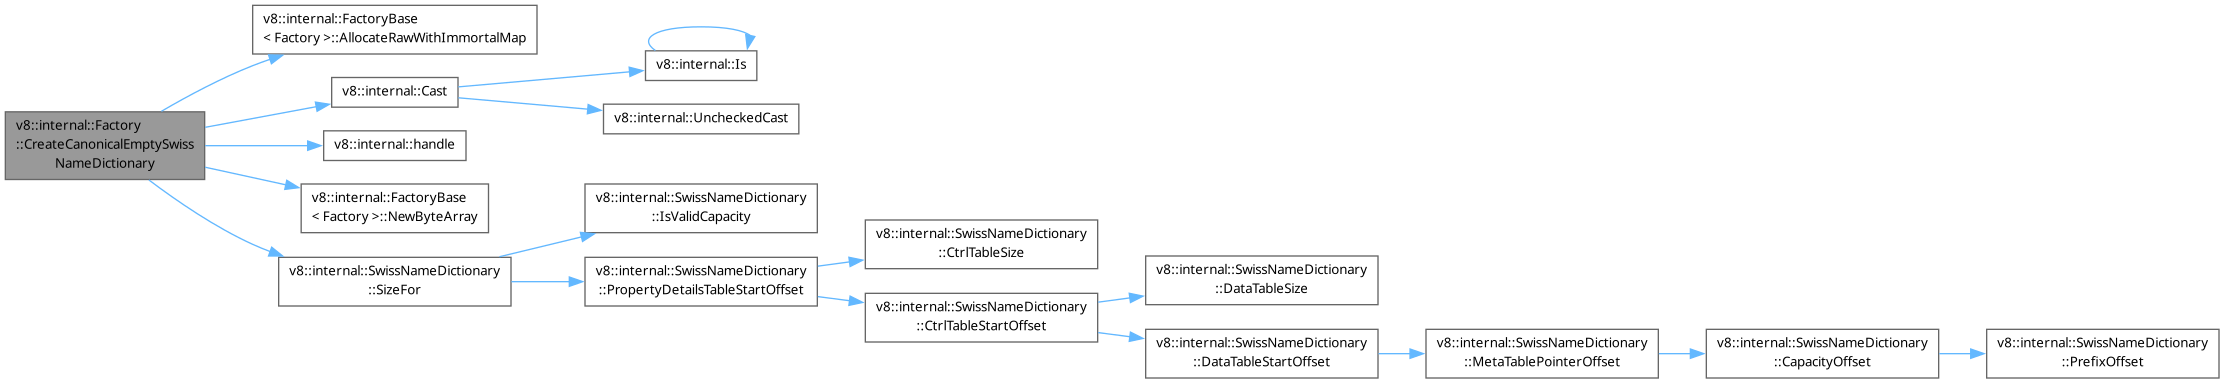 v8::internal::Factory
::CreateCanonicalEmptySwiss
NameDictionary
v8::internal::FactoryBase
< Factory >::AllocateRawWithImmortalMap
v8::internal::Cast
v8::internal::Is
v8::internal::UncheckedCast
v8::internal::handle
v8::internal::FactoryBase
< Factory >::NewByteArray
v8::internal::SwissNameDictionary
::SizeFor
v8::internal::SwissNameDictionary
::IsValidCapacity
v8::internal::SwissNameDictionary
::PropertyDetailsTableStartOffset
v8::internal::SwissNameDictionary
::CtrlTableSize
v8::internal::SwissNameDictionary
::CtrlTableStartOffset
v8::internal::SwissNameDictionary
::DataTableSize
v8::internal::SwissNameDictionary
::DataTableStartOffset
v8::internal::SwissNameDictionary
::MetaTablePointerOffset
v8::internal::SwissNameDictionary
::CapacityOffset
v8::internal::SwissNameDictionary
::PrefixOffset